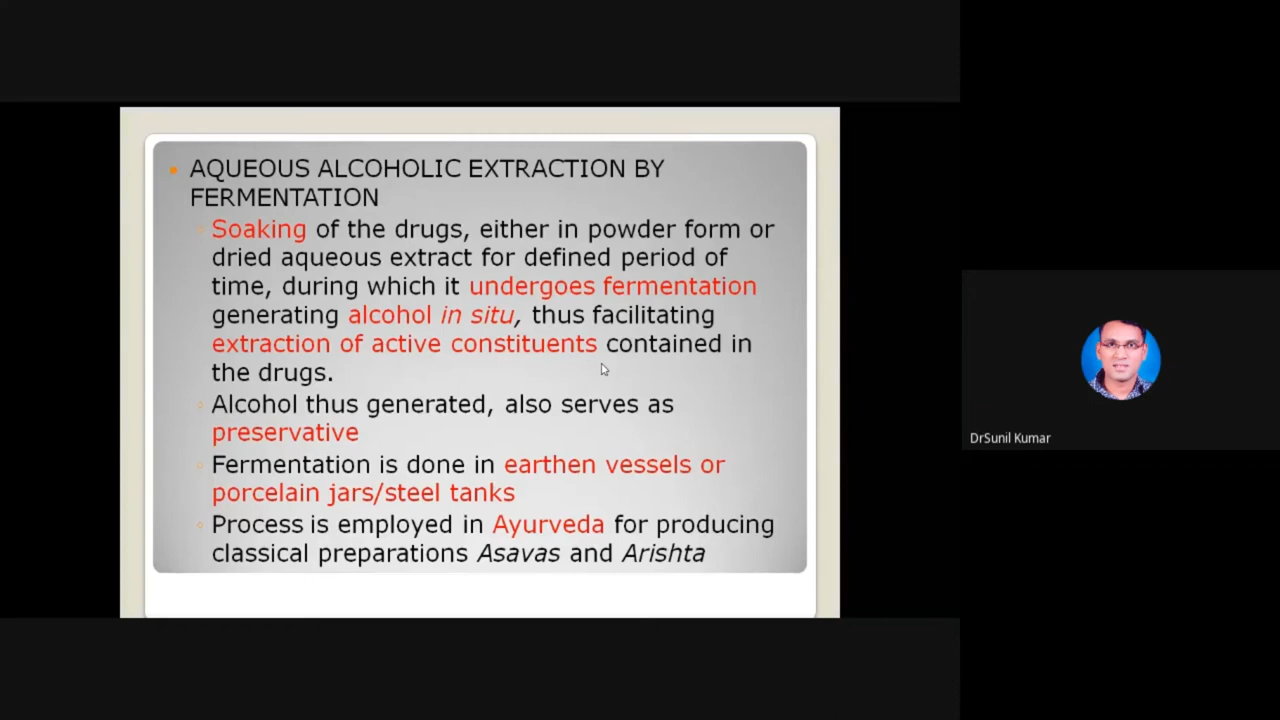 AQUEOUS ALCOHOLIC EXTRACTION BY
FERMENTATION
Soaking of the drugs, either in powder form or
dried aqueous extract for defined period of
time, during which it undergoes fermentation
generating alcohol in situ, thus facilitating
extraction of active constituents contained in
the drugs.
Alcohol thus generated, also serves as
preservative
Fermentation is done in earthen vessels or
porcelain jars/steel tanks
Process is employed in Ayurveda for producing
classical preparations Asavas and Arishta
DrSunil Kumar